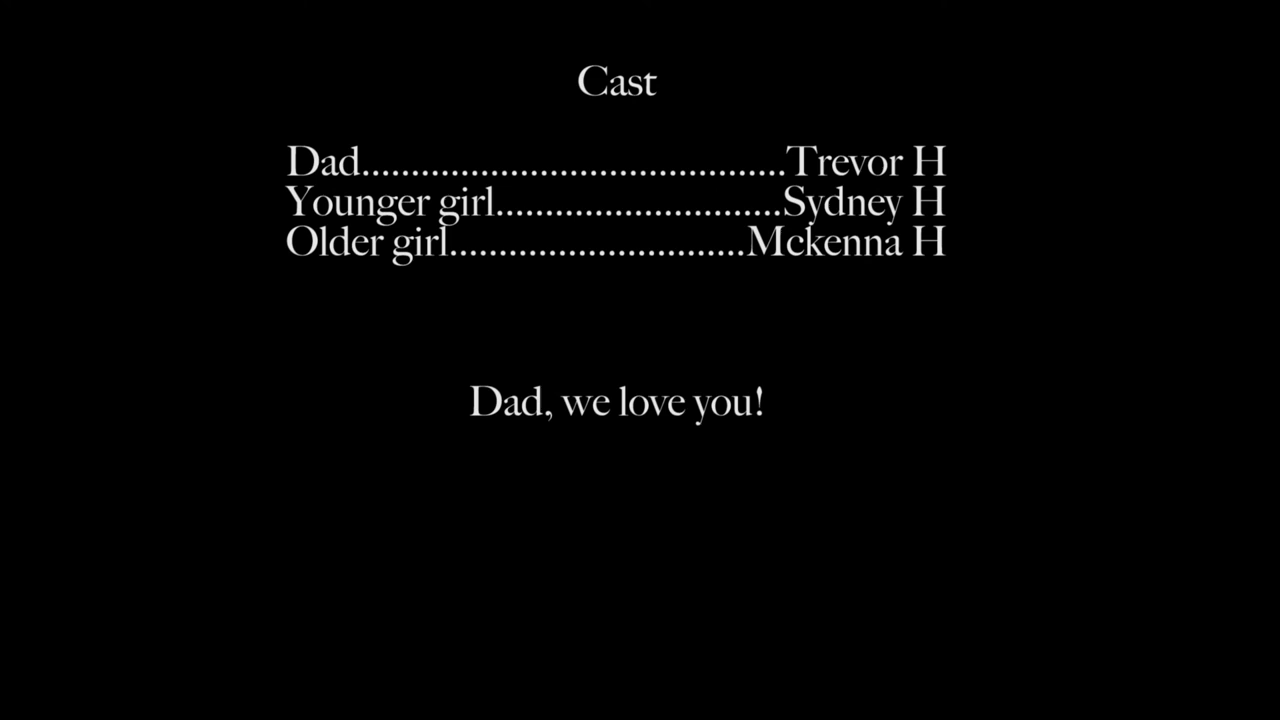 Cast
Dad...........................................Trevor H
Younger girl.............................Sydney H
Older girl..............................Mckenna H
Dad, we love you!